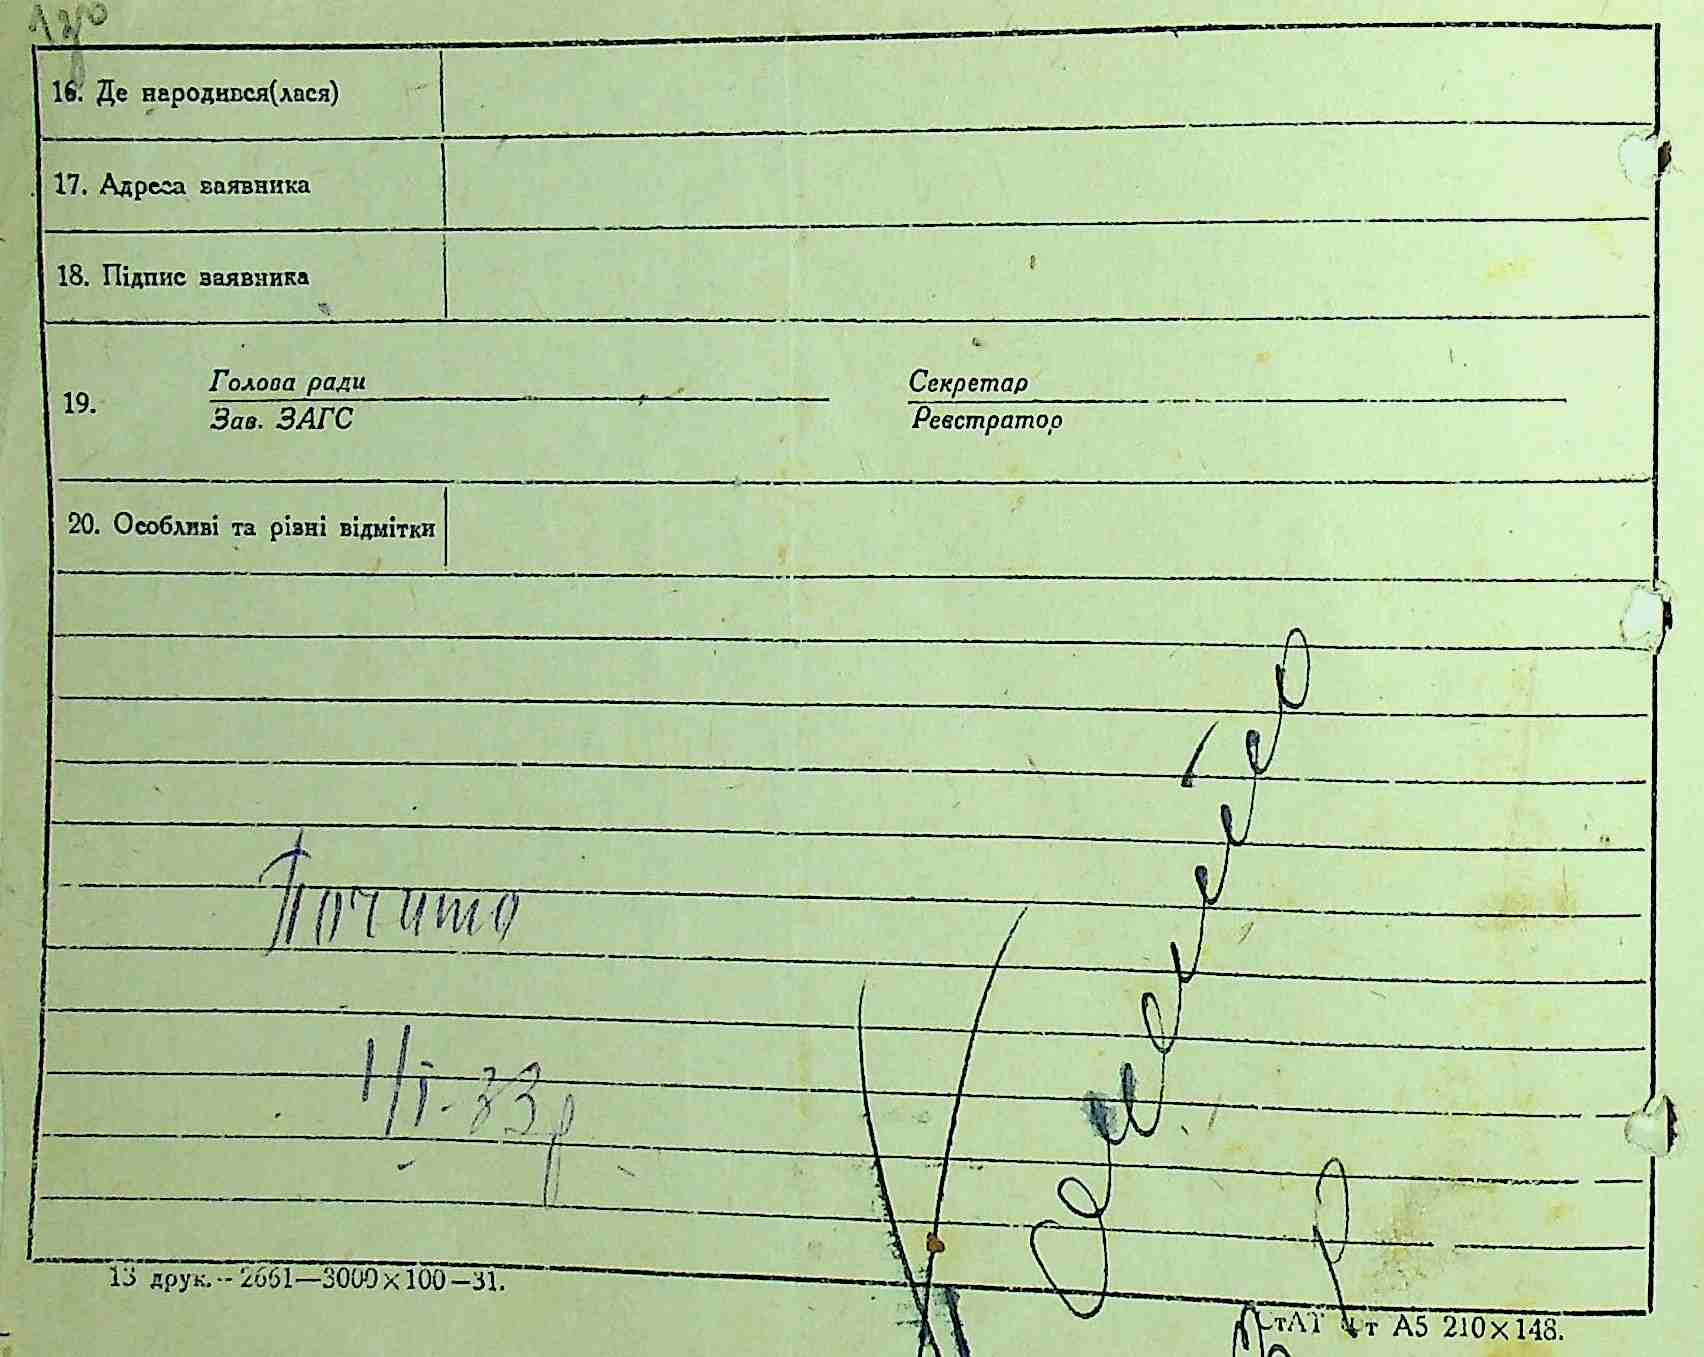 16. Де народився(лася)
17. Адреса заявника
18. Підпис заявника
19.
Голова ради
Зав. ЗАГС
Секретар
Реєстратор
20. Особливі та різні відмітки
Почато
1/I-33р
13 друк. – 2661—3000×100—31.
А5 210×148.